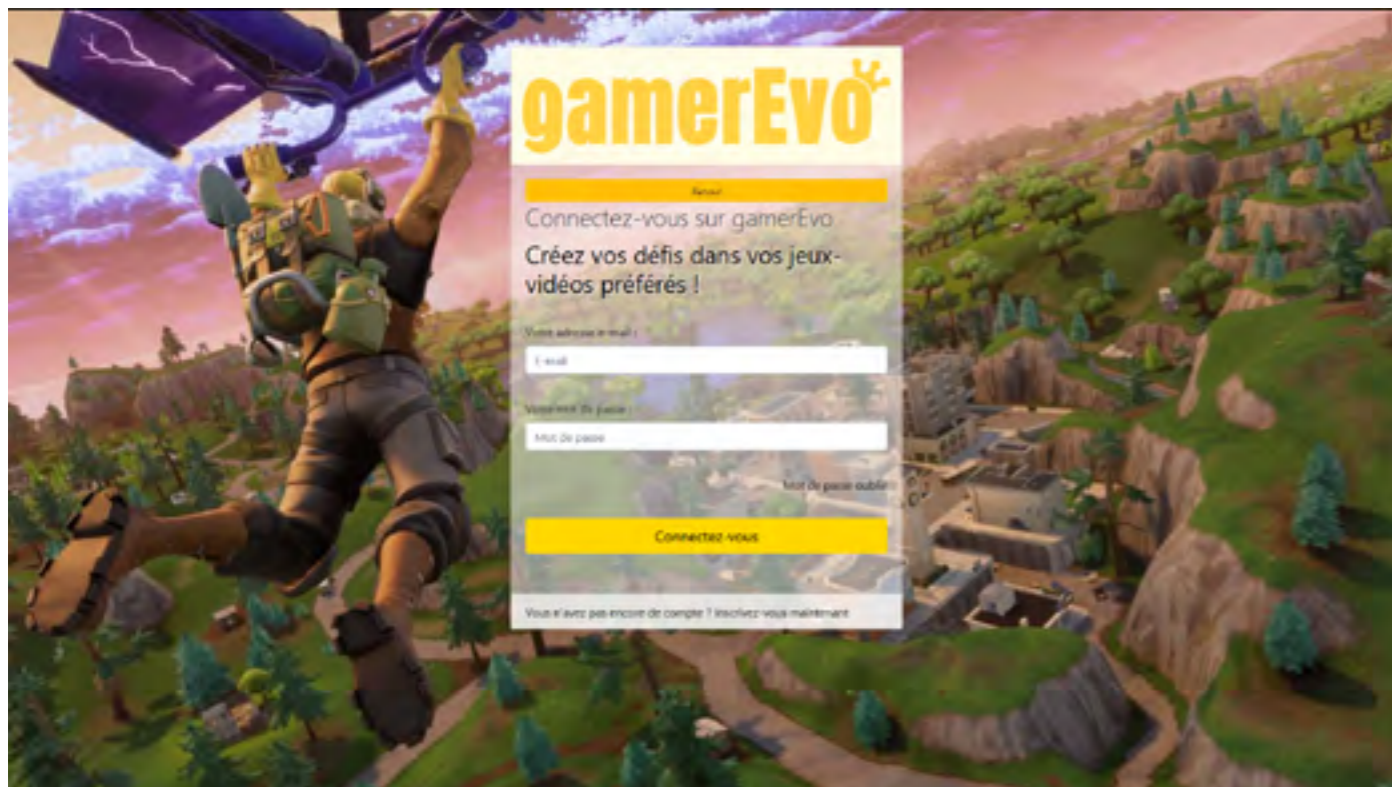 gamerEvo
Retour
Connectez-vous sur gamerEvo
Créez vos défis dans vos jeux-
vidéos préférés !
Votre adresse e-mail :
E-mail
Votre mot de passe :
Mot de passe
Mot de passe oublié
Connectez-vous
Vous n'avez pas encore de compte ? Inscrivez-vous maintenant